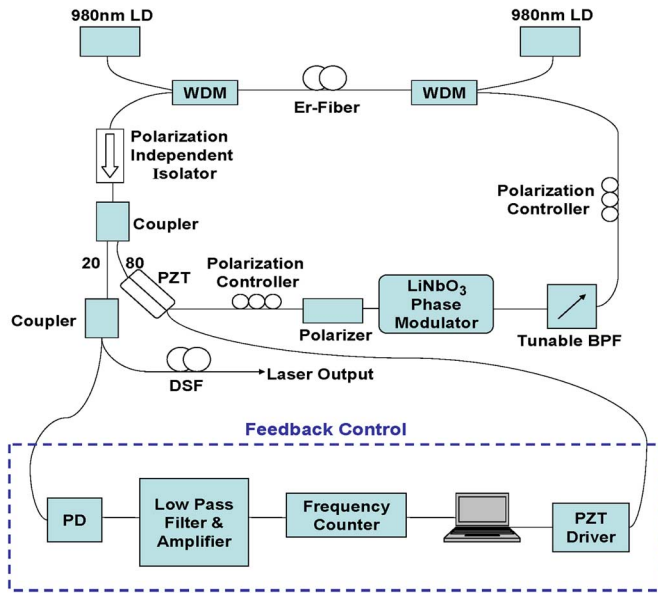 980nm LD
980nm LD
WDM
WDM
Er-Fiber
Polarization
Independent
Isolator
Polarization
Controller
Coupler
20
80
PZT
Polarization
Controller
LiNbO3
Phase
Modulator
Coupler
Polarizer
Tunable BPF
DSF
Laser Output
Feedback Control
PD
Low Pass
Filter &
Amplifier
Frequency
Counter
PZT
Driver